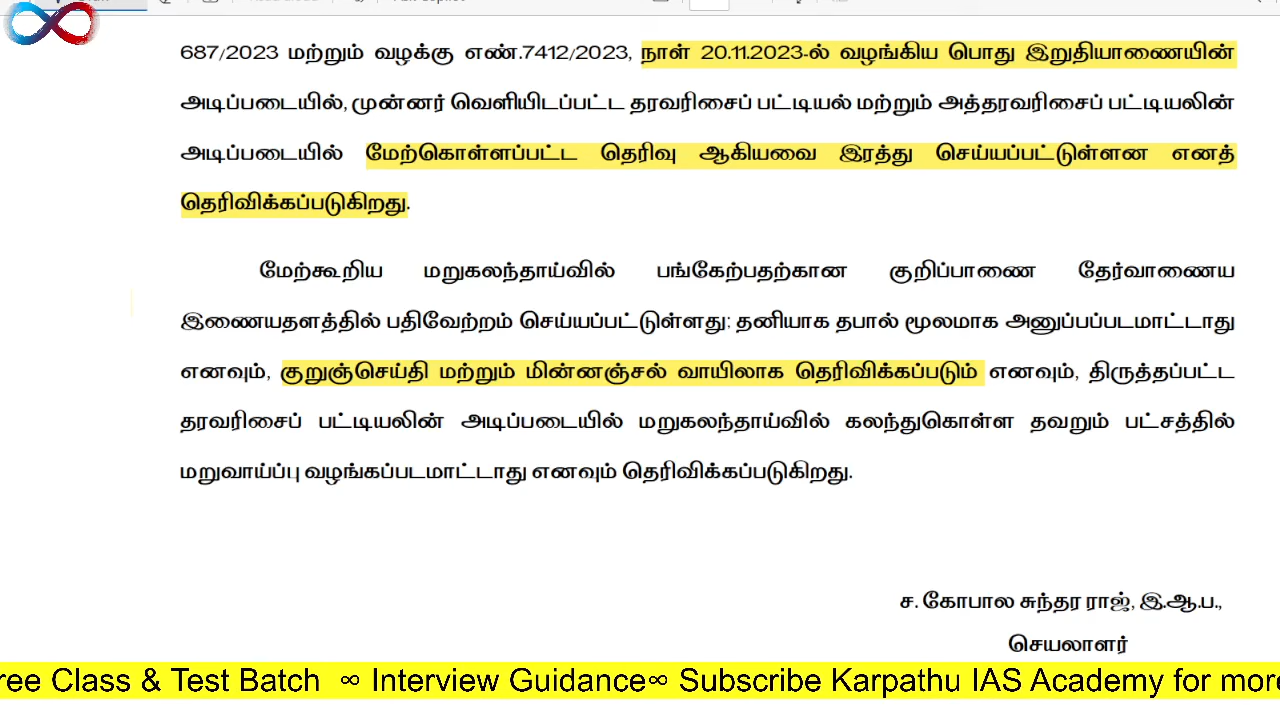 687/2023 மற்றும் வழக்கு எண்.7412/2023, நாள் 20.11.2023-ல் வழங்கிய பொது இறுதியாணையின்
அடிப்படையில், முன்னர் வெளியிடப்பட்ட தரவரிசைப் பட்டியல் மற்றும் அத்தரவரிசைப் பட்டியலின்
அடிப்படையில் மேற்கொள்ளப்பட்ட தெரிவு ஆகியவை இரத்து செய்யப்பட்டுள்ளன எனத்
தெரிவிக்கப்படுகிறது.
மேற்கூறிய மறுகலந்தாய்வில் பங்கேற்பதற்கான குறிப்பாணை தேர்வாணைய
இணையதளத்தில் பதிவேற்றம் செய்யப்பட்டுள்ளது; தனியாக தபால் மூலமாக அனுப்பப்படமாட்டாது
எனவும், குறுஞ்செய்தி மற்றும் மின்னஞ்சல் வாயிலாக தெரிவிக்கப்படும் எனவும், திருத்தப்பட்ட
தரவரிசைப் பட்டியலின் அடிப்படையில் மறுகலந்தாய்வில் கலந்துகொள்ள தவறும் பட்சத்தில்
மறுவாய்ப்பு வழங்கப்படமாட்டாது எனவும் தெரிவிக்கப்படுகிறது.
ச. கோபால சுந்தர ராஜ், இ.ஆ.ப.,
செயலாளர்
ree Class & Test Batch ∞ Interview Guidance∞ Subscribe Karpathu IAS Academy for more